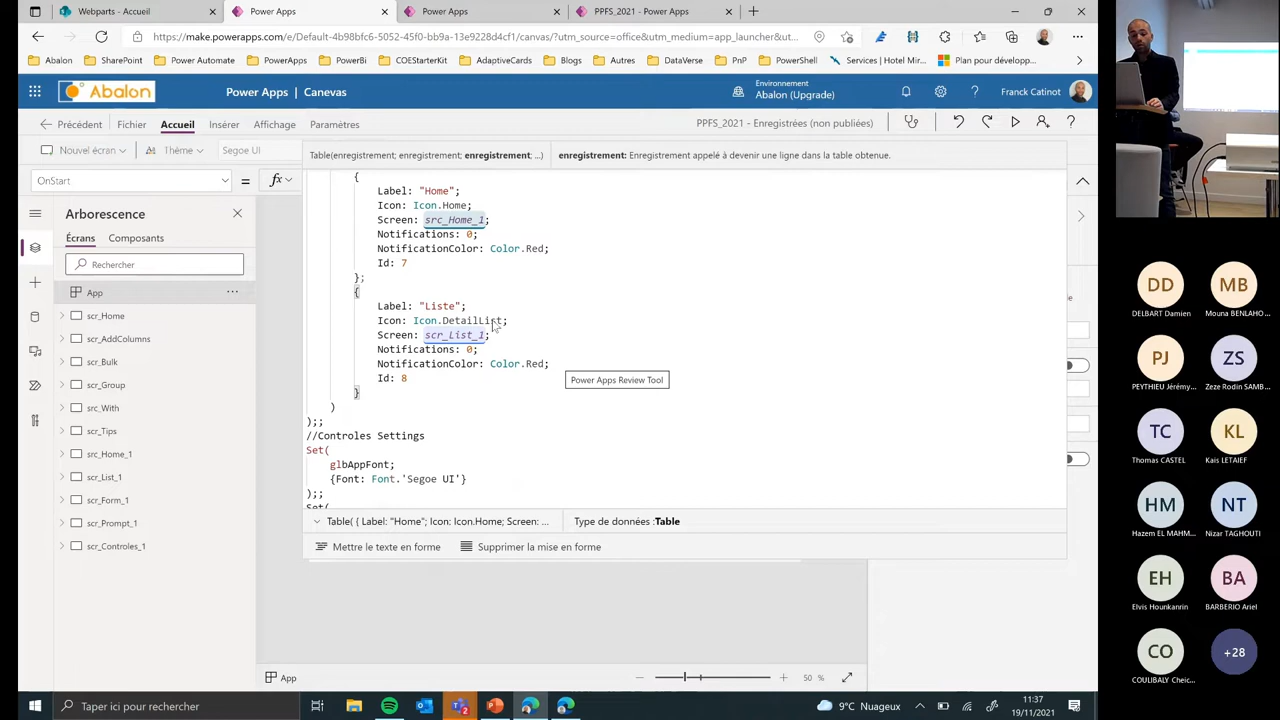 Webparts - Accueil
Power Apps
Power Apps
PPFS_2021 - Power Apps
https://make.powerapps.com/e/Default-4b98bfc6-5052-45f0-bb9a-13e9228d4cf1/canvas/?utm_source=office&utm_medium=app_launcher&ut...
Abalon
SharePoint
Power Automate
PowerApps
PowerBi
COEStarterKit
AdaptiveCards
Blogs
Autres
DataVerse
PnP
PowerShell
Services | Hotel Mir...
Plan pour dévelop...
Abalon
Power Apps | Canevas
Environnement
Abalon (Upgrade)
Franck Catinot
Précédent
Fichier
Accueil
Insérer
Affichage
Paramètres
PPFS_2021 - Enregistrées (non publiées)
Nouvel écran
Thème
Segoe UI
Table(enregistrement; enregistrement; enregistrement; ...)
enregistrement: Enregistrement appelé à devenir une ligne dans la table obtenue.
OnStart
=
fx
Arborescence
Écrans
Composants
Rechercher
App
...
scr_Home
scr_AddColumns
scr_Bulk
scr_Group
src_With
scr_Tips
src_Home_1
scr_List_1
scr_Form_1
scr_Prompt_1
scr_Controles_1
{
Label: "Home";
Icon: Icon.Home;
Screen: src_Home_1;
Notifications: 0;
NotificationColor: Color.Red;
Id: 7
};
{
Label: "Liste";
Icon: Icon.DetailList;
Screen: scr_List_1;
Notifications: 0;
NotificationColor: Color.Red;
Id: 8
}
)
);;
//Controles Settings
Set(
glbAppFont;
{Font: Font.'Segoe UI'}
);;
Set(
Power Apps Review Tool
Table( { Label: "Home"; Icon: Icon.Home; Screen: ...
Type de données :Table
Mettre le texte en forme
Supprimer la mise en forme
App
50 %
Taper ici pour rechercher
9°C Nuageux
11:37
19/11/2021
DD
DELBART Damien
MB
Mouna BENLAHO...
PJ
PEYTHIEU Jérémy...
ZS
Zeze Rodin SAMB...
TC
Thomas CASTEL
KL
Kais LETAIEF
HM
Hazem EL MAHM...
NT
Nizar TAGHOUTI
EH
Elvis Hounkanrin
BA
BARBERIO Ariel
CO
COULIBALY Cheic...
+28